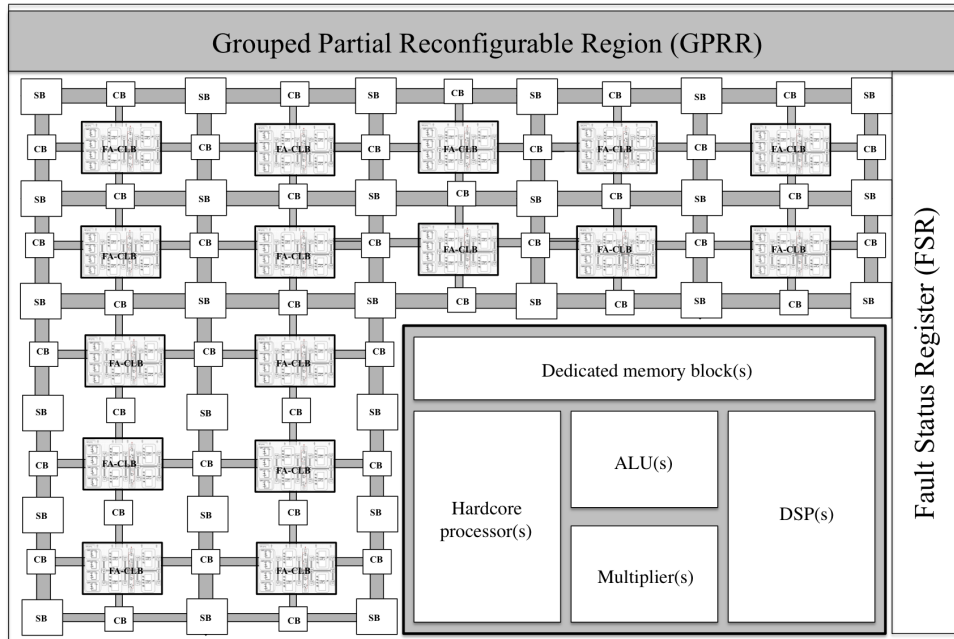 Grouped Partial Reconfigurable Region (GPRR)
SB CB SB CB SB CB SB CB SB CB SB
CB FA-CLB CB FA-CLB CB FA-CLB CB FA-CLB CB FA-CLB CB
SB CB SB CB SB CB SB CB SB CB SB
CB FA-CLB CB FA-CLB CB FA-CLB CB FA-CLB CB FA-CLB CB
SB CB SB CB SB CB SB CB SB CB SB
CB FA-CLB CB FA-CLB CB
SB CB SB CB SB
CB FA-CLB CB FA-CLB CB
SB CB SB CB SB
CB FA-CLB CB FA-CLB CB
SB CB SB CB SB
Dedicated memory block(s)
Hardcore
processor(s)
ALU(s)
Multiplier(s)
DSP(s)
Fault Status Register (FSR)